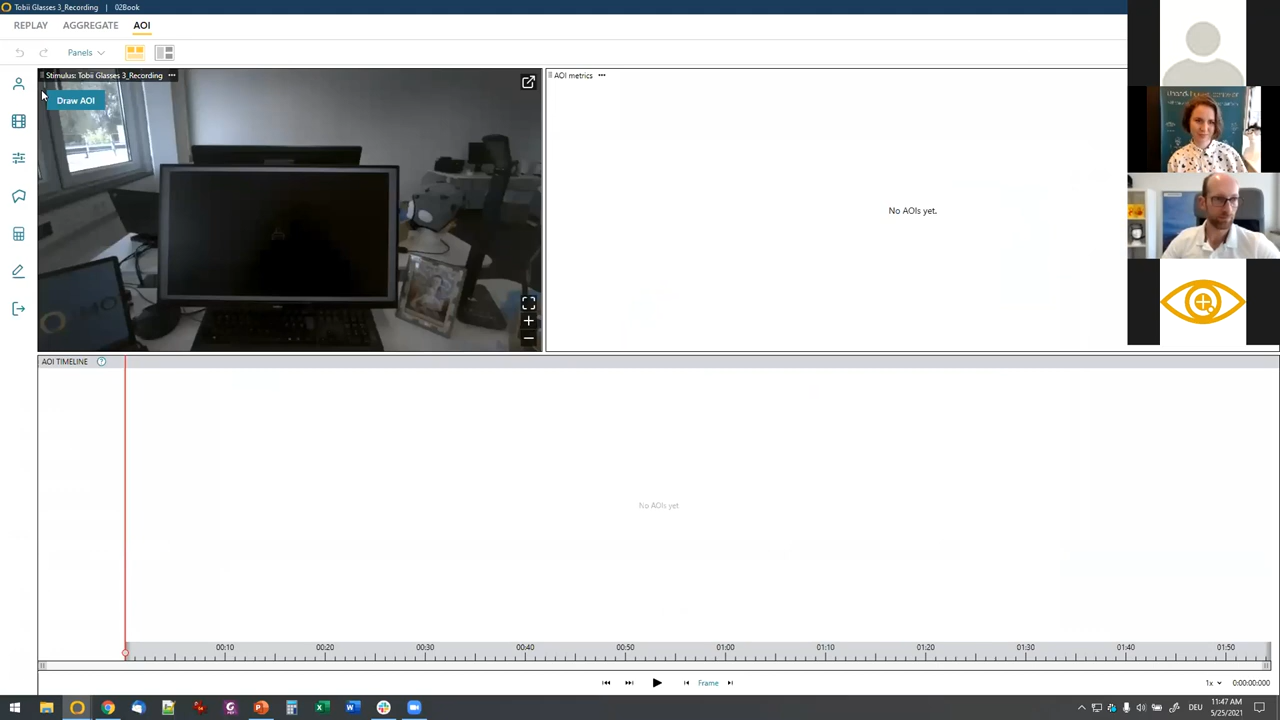 Tobii Glasses 3_Recording | 02Book
REPLAY AGGREGATE AOI
Panels
Stimulus: Tobii Glasses 3_Recording •••
AOI metrics •••
Draw AOI
No AOIs yet.
AOI TIMELINE ?
No AOIs yet
00:10 00:20 00:30 00:40 00:50 01:00 01:10 01:20 01:30 01:40 01:50
Frame
1x 0:00:00:000
11:47 AM
DEU
5/25/2021